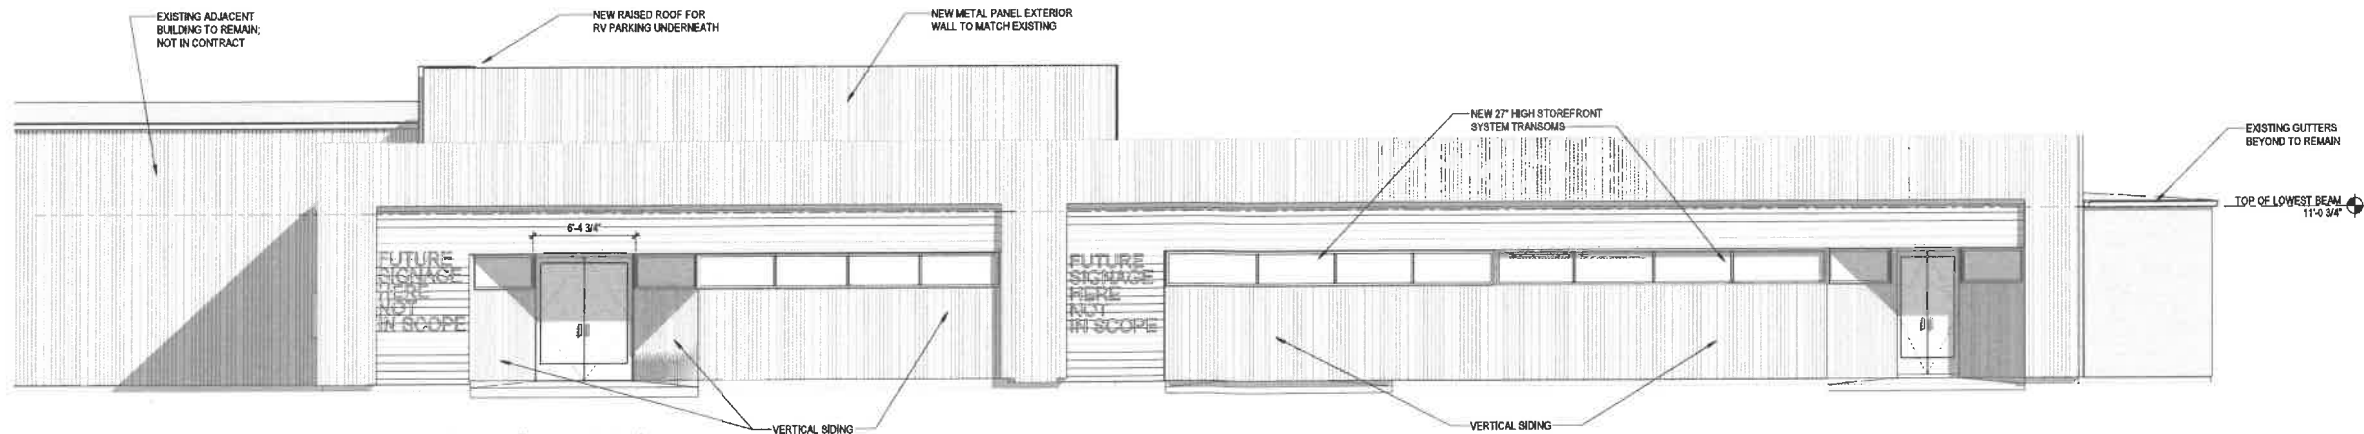 EXISTING ADJACENT
BUILDING TO REMAIN;
NOT IN CONTRACT
NEW RAISED ROOF FOR
RV PARKING UNDERNEATH
NEW METAL PANEL EXTERIOR
WALL TO MATCH EXISTING
NEW 27" HIGH STOREFRONT
SYSTEM TRANSOMS
EXISTING GUTTERS
BEYOND TO REMAIN
TOP OF LOWEST BEAM
11'-0 3/4"
6'-4 3/4"
FUTURE
SIGNAGE
HERE
NOT
IN SCOPE
FUTURE
SIGNAGE
HERE
NOT
IN SCOPE
VERTICAL SIDING
VERTICAL SIDING